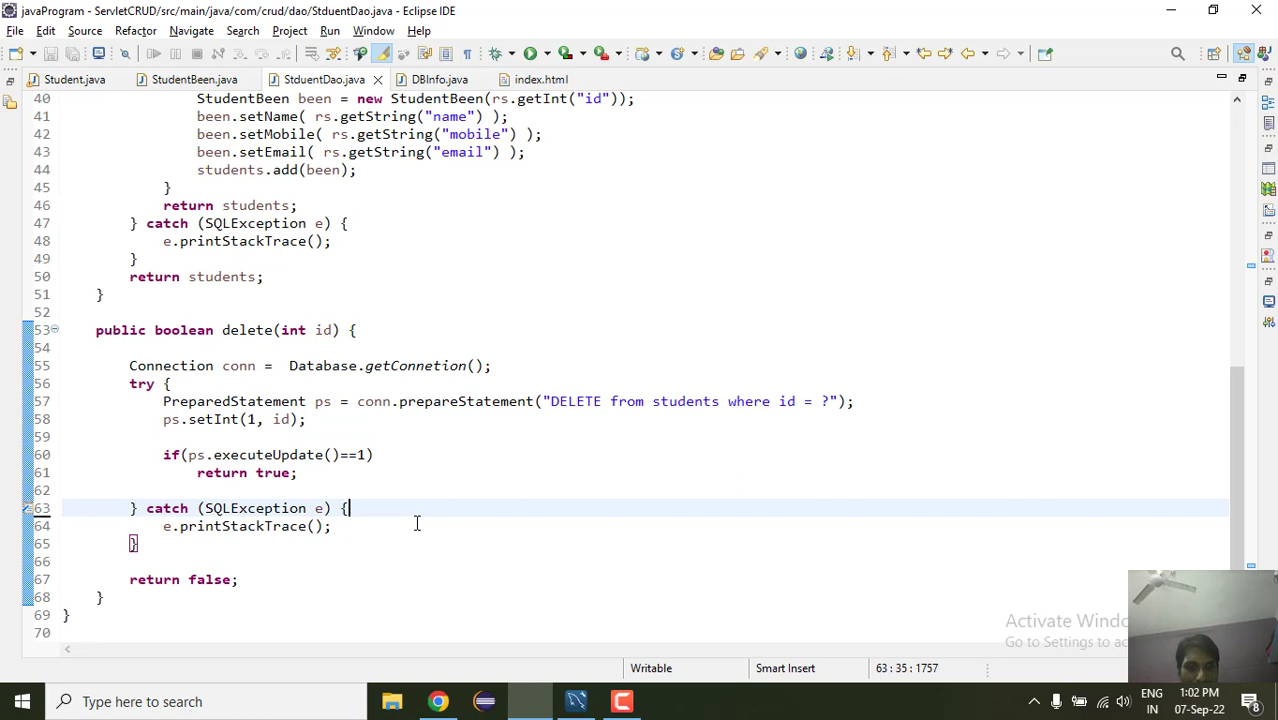 javaProgram - ServletCRUD/src/main/java/com/crud/dao/StduentDao.java - Eclipse IDE
File Edit Source Refactor Navigate Search Project Run Window Help
Student.java StudentBeen.java StduentDao.java DBInfo.java index.html
40 StudentBeen been = new StudentBeen(rs.getInt("id"));
41 been.setName( rs.getString("name") );
42 been.setMobile( rs.getString("mobile") );
43 been.setEmail( rs.getString("email") );
44 students.add(been);
45 }
46 return students;
47 } catch (SQLException e) {
48 e.printStackTrace();
49 }
50 return students;
51 }
52
53 public boolean delete(int id) {
54
55 Connection conn =  Database.getConnetion();
56 try {
57 PreparedStatement ps = conn.prepareStatement("DELETE from students where id = ?");
58 ps.setInt(1, id);
59
60 if(ps.executeUpdate()==1)
61 return true;
62
63 } catch (SQLException e) {
64 e.printStackTrace();
65 }
66
67 return false;
68 }
69 }
70
Activate Windo
Go to Settings to ac
Writable Smart Insert 63 : 35 : 1757
Type here to search
ENG
IN
1:02 PM
07-Sep-22
8